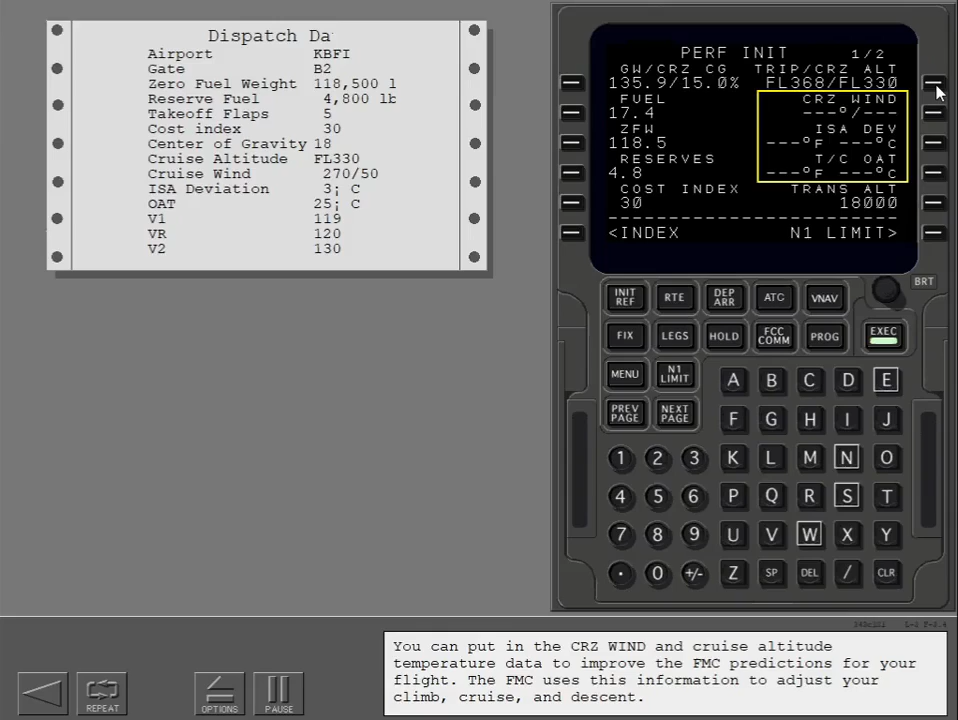 Dispatch Da
Airport KBFI
Gate B2
Zero Fuel Weight 118,500 l
Reserve Fuel 4,800 lb
Takeoff Flaps 5
Cost index 30
Center of Gravity 18
Cruise Altitude FL330
Cruise Wind 270/50
ISA Deviation 3; C
OAT 25; C
V1 119
VR 120
V2 130
PERF INIT 1/2
GW/CRZ CG TRIP/CRZ ALT
135.9/15.0% FL368/FL330
FUEL CRZ WIND
17.4 ---°/---
ZFW ISA DEV
118.5 ---°F ---°C
RESERVES T/C OAT
4.8 ---°F ---°C
COST INDEX TRANS ALT
30 18000
<INDEX N1 LIMIT>
BRT
INIT REF RTE DEP ARR ATC VNAV
FIX LEGS HOLD FCC COMM PROG EXEC
MENU N1 LIMIT
PREV PAGE NEXT PAGE
A B C D E
F G H I J
1 2 3 K L M N O
4 5 6 P Q R S T
7 8 9 U V W X Y
. 0 +/- Z SP DEL / CLR
You can put in the CRZ WIND and cruise altitude
temperature data to improve the FMC predictions for your
flight. The FMC uses this information to adjust your
climb, cruise, and descent.
REPEAT OPTIONS PAUSE